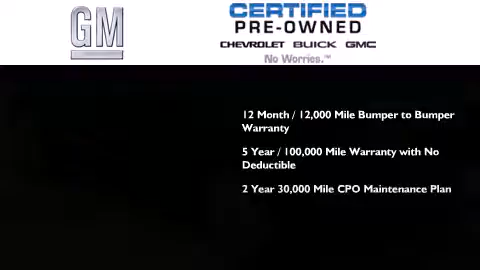 GM
CERTIFIED
PRE-OWNED
CHEVROLET BUICK GMC
No Worries.™
12 Month / 12,000 Mile Bumper to Bumper
Warranty
5 Year / 100,000 Mile Warranty with No
Deductible
2 Year 30,000 Mile CPO Maintenance Plan